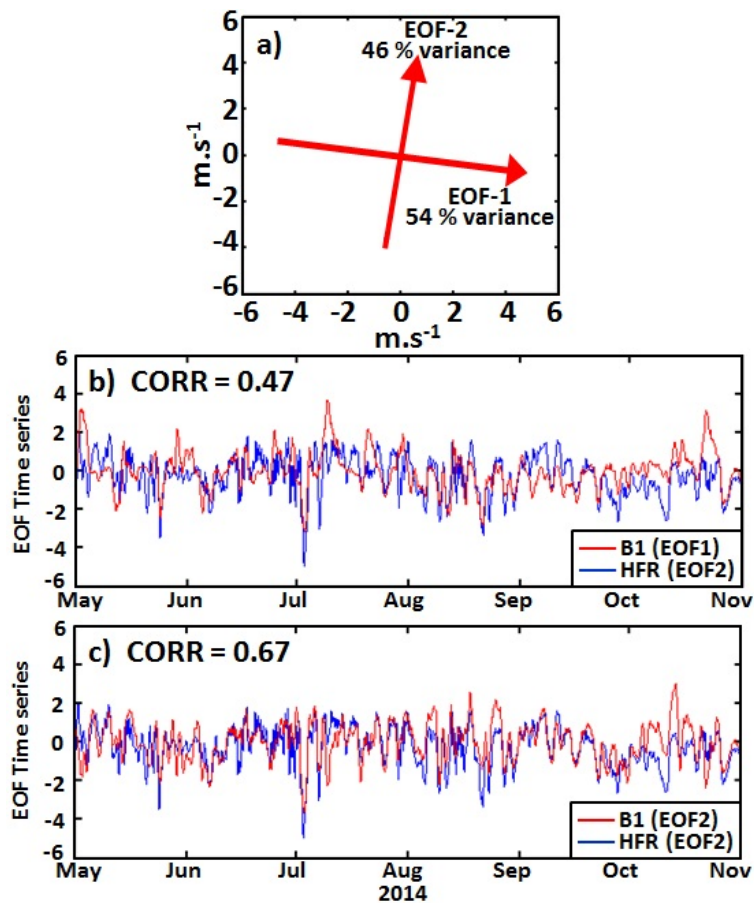 a)
EOF-2
46 % variance
6
4
2
0
-2
-4
-6
m.s-1
EOF-1
54 % variance
-6 -4 -2 0 2 4 6
m.s-1
b) CORR = 0.47
6
4
2
0
-2
-4
-6
EOF Time series
B1 (EOF1)
HFR (EOF2)
May Jun Jul Aug Sep Oct Nov
c) CORR = 0.67
6
4
2
0
-2
-4
-6
EOF Time series
B1 (EOF2)
HFR (EOF2)
May Jun Jul Aug Sep Oct Nov
2014